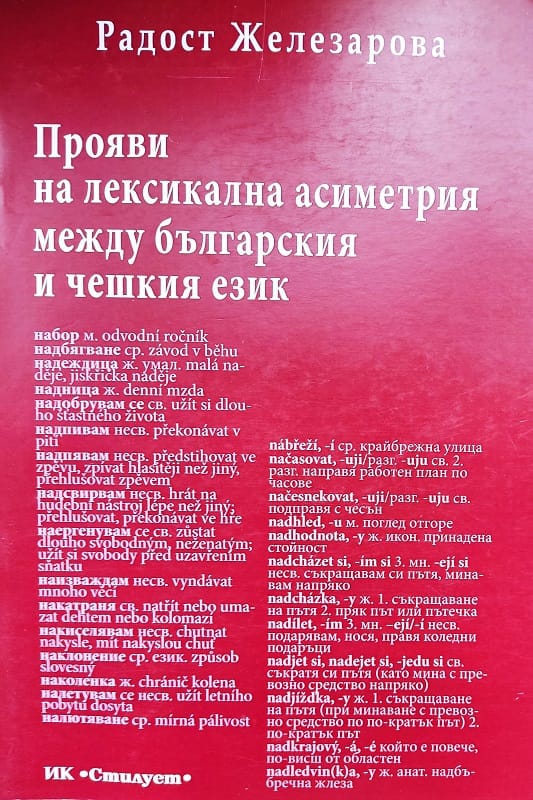 Радост Железарова
Прояви
на лексикална асиметрия
между българския
и чешкия език
набор м. odvodní ročník
надбягване ср. závod v běhu
надеждица ж. умал. malá na-
děje, jiskřička náděje
надница ж. denní mzda
надобрувам се св. užít si dlou-
ho šťastného života
надпивам несв. překonávat v
pití
надпявам несв. předstihovat ve
zpěvu, zpívat hlasitěji než jiný,
přehlušovat zpěvem
надсвирвам несв. hrát na
hudební nástroj lépe než jiný;
přehlušovat, překonávat ve hře
наергенувам се св. zůstat
dlouho svobodným, neženatým;
užít si svobody před uzavřením
sňatku
наизваждам несв. vyndávat
mnoho věcí
накатраня св. natřít nebo uma-
zat dehtem nebo kolomazí
накиселявам несв. chutnat
nakysle, mít nakyslou chuť
наклонение ср. език. způsob
slovesný
наколенка ж. chránič kolena
налетувам се несв. užít letního
pobytu dosyta
налютяване ср. mírná pálivost
nábřeží, -í ср. крайбрежна улица
načasovat, -uji/разг. -uju св. 2.
разг. направя работен план по
часове
načesnekovat, -uji/разг. -uju св.
подправя с чесън
nadhled, -u м. поглед отгоре
nadhodnota, -y ж. икон. принадена
стойност
nadcházet si, -ím si 3. мн. -ejí si
несв. съкращавам си пътя, мина-
вам напряко
nadcházka, -y ж. 1. съкращаване
на пътя 2. пряк път или пътечка
nadílet, -ím 3. мн. –ejí/-í несв.
подарявам, нося, правя коледни
подаръци
nadjet si, nadejet si, -jedu si св.
съкратя си пътя (като мина с пре-
возно средство напряко)
nadjížďka, -y ж. 1. съкращаване
на пътя (при минаване с превоз-
но средство по по-кратък път) 2.
по-кратък път
nadkrajový, -á, -é който е повече,
по-висш от областен
nadledvin(k)a, -y ж. анат. надбъ-
бречна жлеза
ИК •Стилует•